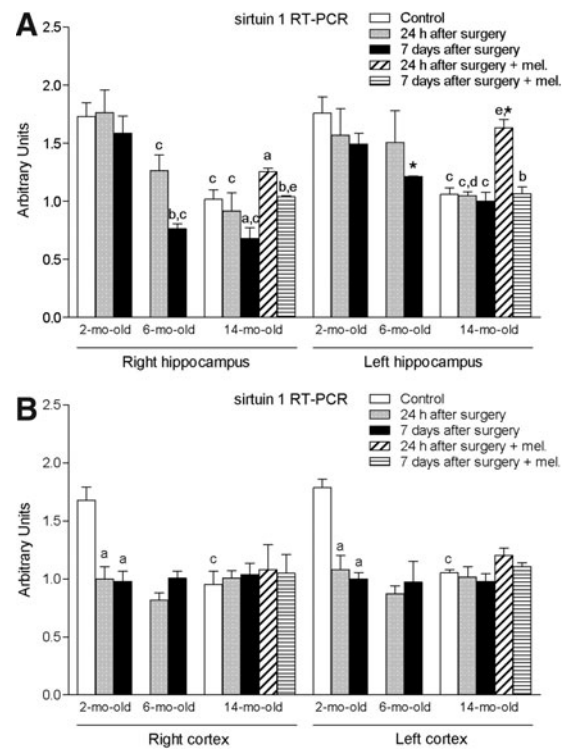 A
sirtuin 1 RT-PCR
Control
24 h after surgery
7 days after surgery
24 h after surgery + mel.
7 days after surgery + mel.
Arbitrary Units
2.5
2.0
1.5
1.0
0.5
0.0
c
b,c
c
c
a,c
a
b,e
*
c
c,d
c
e,*
b
2-mo-old 6-mo-old 14-mo-old 2-mo-old 6-mo-old 14-mo-old
Right hippocampus Left hippocampus
B
sirtuin 1 RT-PCR
Control
24 h after surgery
7 days after surgery
24 h after surgery + mel.
7 days after surgery + mel.
Arbitrary Units
2.5
2.0
1.5
1.0
0.5
0.0
a a c a a c
2-mo-old 6-mo-old 14-mo-old 2-mo-old 6-mo-old 14-mo-old
Right cortex Left cortex